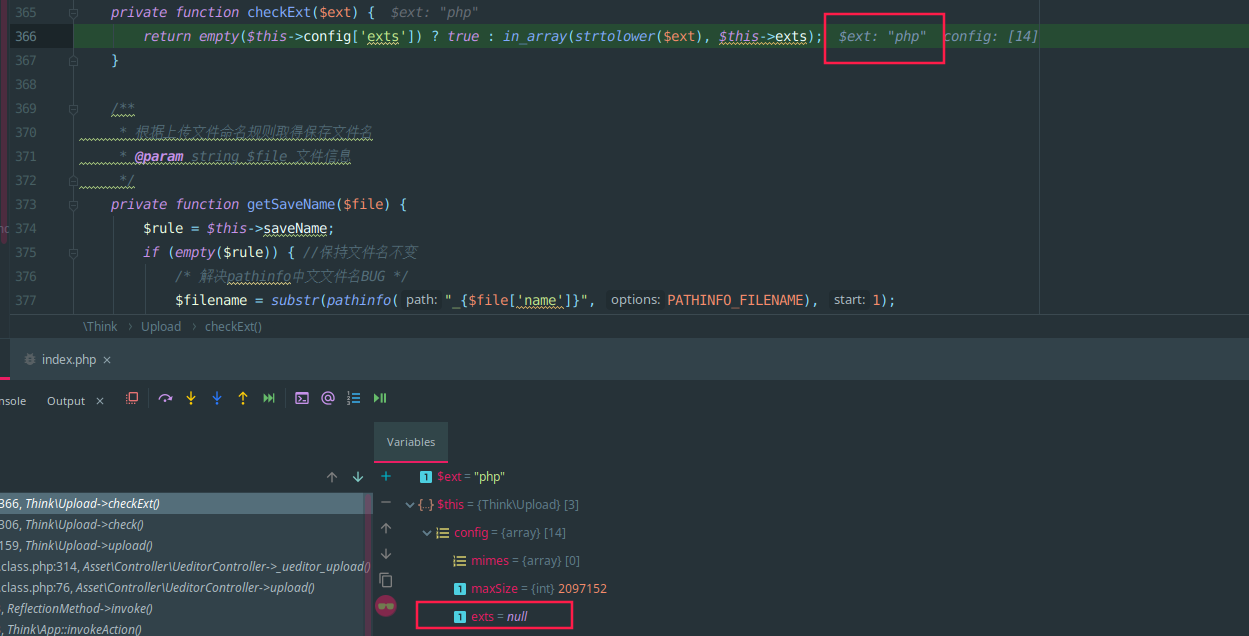 365 private function checkExt($ext) { $ext: "php"
366 return empty($this->config['exts']) ? true : in_array(strtolower($ext), $this->exts); $ext: "php" config: [14]
367 }
368
369 /**
370 * 根据上传文件命名规则取得保存文件名
371 * @param string $file 文件信息
372 */
373 private function getSaveName($file) {
374 $rule = $this->saveName;
375 if (empty($rule)) { //保持文件名不变
376 /* 解决pathinfo中文文件名BUG */
377 $filename = substr(pathinfo( path: "_{$file['name']}", options: PATHINFO_FILENAME), start: 1);
\Think › Upload › checkExt()
index.php ×
nsole Output ×
Variables
$ext = "php"
366, Think\Upload->checkExt()
$this = {Think\Upload} [3]
306, Think\Upload->check()
config = {array} [14]
159, Think\Upload->upload()
mimes = {array} [0]
.class.php:314, Asset\Controller\UeditorController->_ueditor_upload()
maxSize = {int} 2097152
.class.php:76, Asset\Controller\UeditorController->upload()
exts = null
, ReflectionMethod->invoke()
, Think\App::invokeAction()